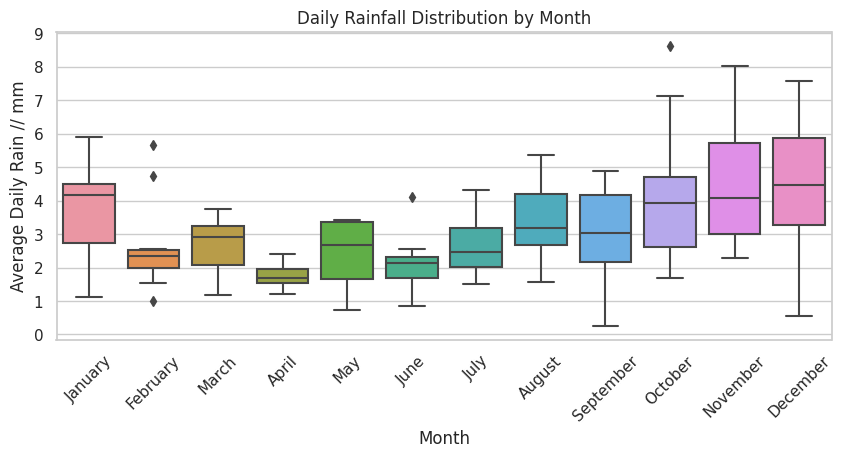 Daily Rainfall Distribution by Month
Average Daily Rain // mm
9
8
7
6
5
4
3
2
1
0
January
February
March
April
May
June
July
August
September
October
November
December
Month